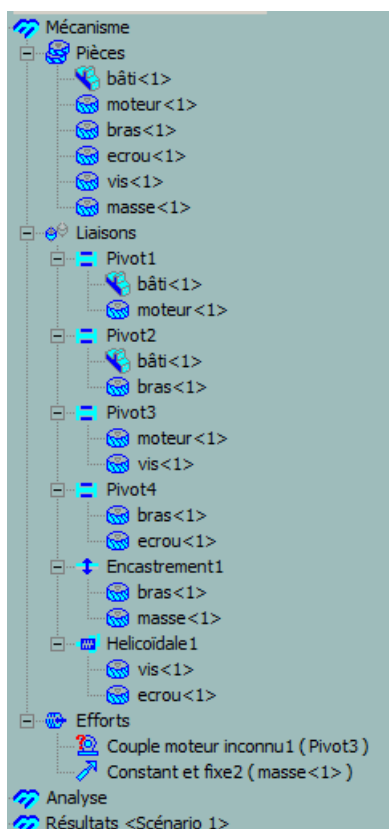 Mécanisme
Pièces
bâti<1>
moteur<1>
bras<1>
ecrou<1>
vis<1>
masse<1>
Liaisons
Pivot1
bâti<1>
moteur<1>
Pivot2
bâti<1>
bras<1>
Pivot3
moteur<1>
vis<1>
Pivot4
bras<1>
ecrou<1>
Encastrement1
bras<1>
masse<1>
Helicoïdale1
vis<1>
ecrou<1>
Efforts
Couple moteur inconnu1 ( Pivot3 )
Constant et fixe2 ( masse<1> )
Analyse
Résultats <Scénario 1>